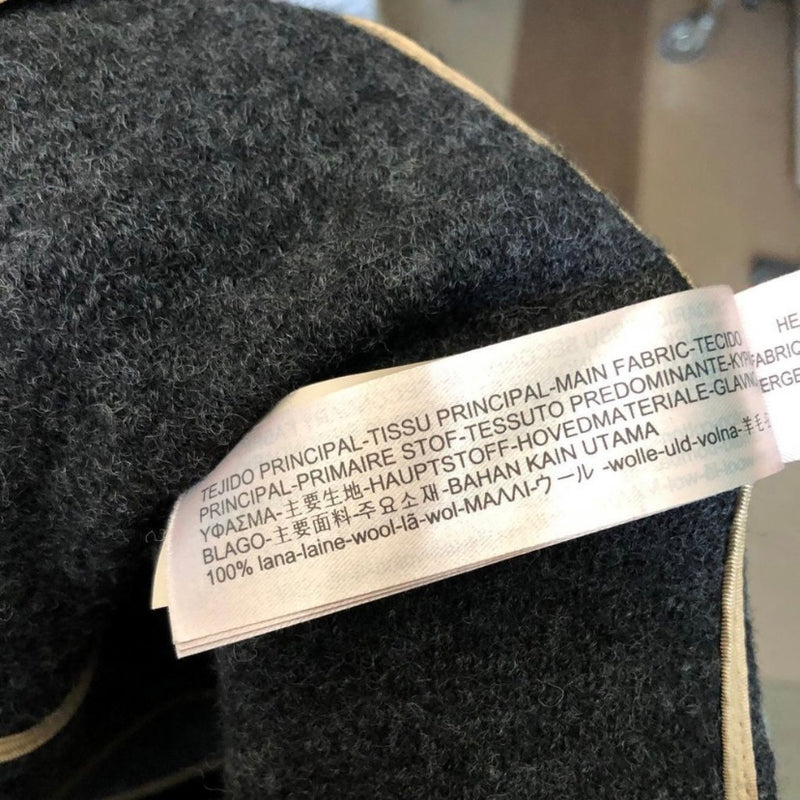 TEJIDO PRINCIPAL-TISSU PRINCIPAL-MAIN FABRIC-TECIDO
PRINCIPAL-PRIMAIRE STOF-TESSUTO PREDOMINANTE-ΚΥΡΙ
ΥΦΑΣΜΑ-主要生地-HAUPTSTOFF-HOVEDMATERIALE-GLAVNO
BLAGO-主要面料-주요소재-BAHAN KAIN UTAMA
100% lana-laine-wool-lã-wol-ΜΑΛΛΙ-ウール -wolle-uld-volna-羊毛-
HE
FABRIC
ERGE